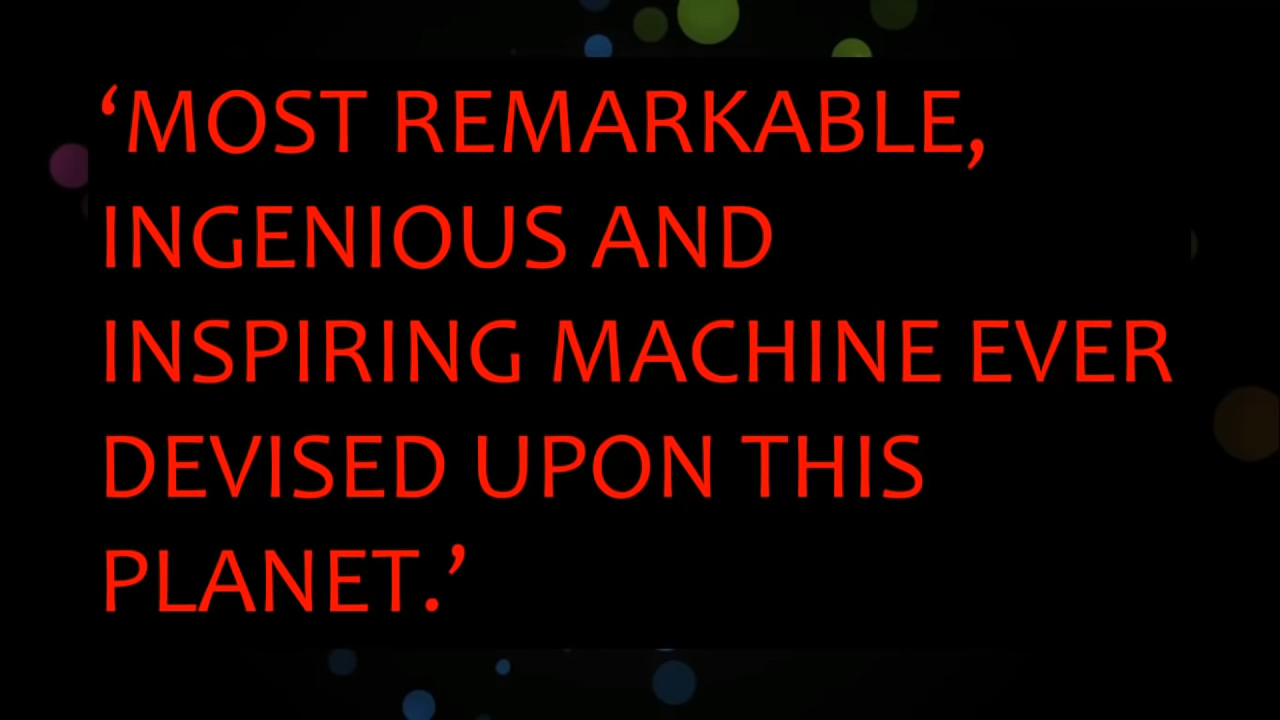 ‘MOST REMARKABLE,
INGENIOUS AND
INSPIRING MACHINE EVER
DEVISED UPON THIS
PLANET.’